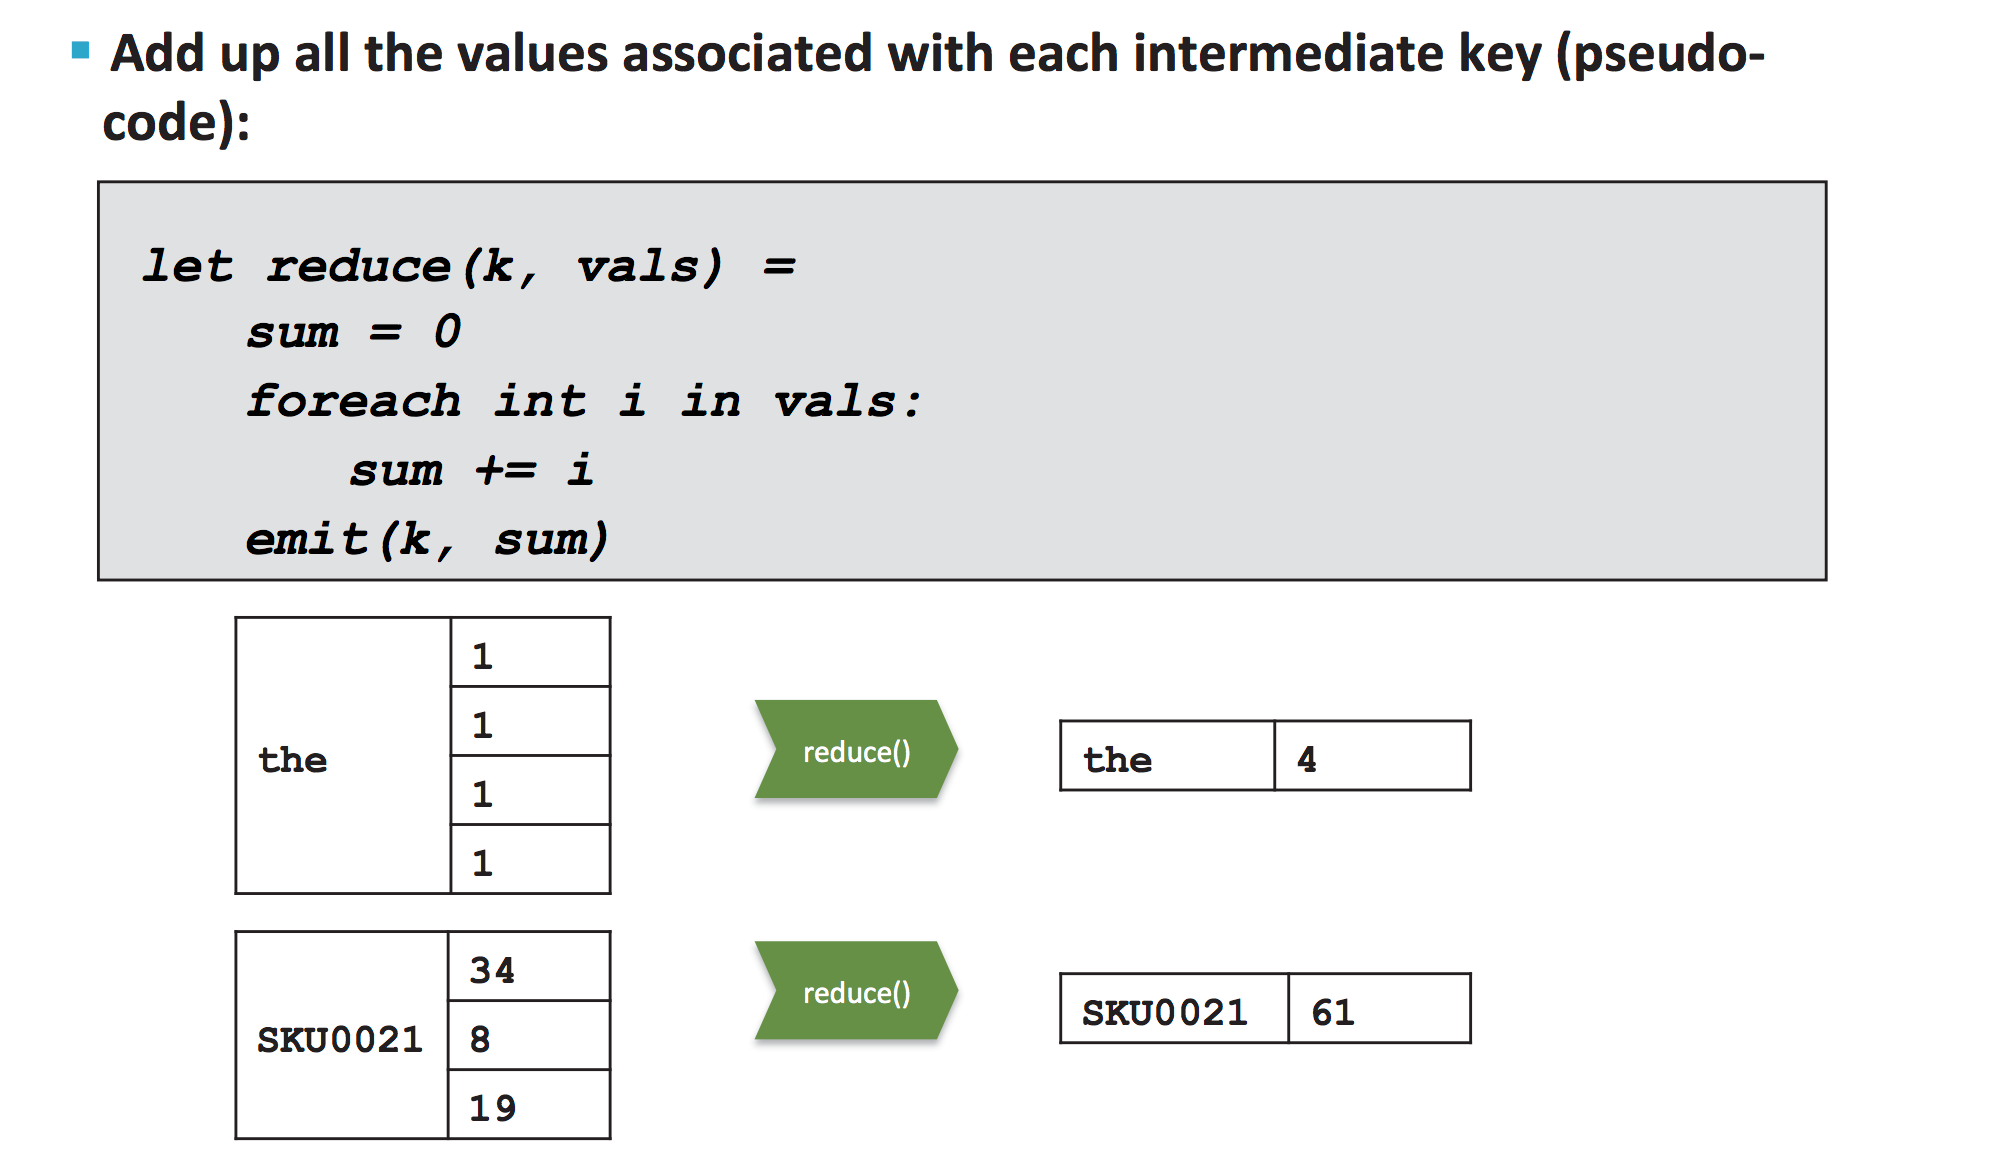 ▪ Add up all the values associated with each intermediate key (pseudo-
code):
let reduce(k, vals) =
sum = 0
foreach int i in vals:
sum += i
emit(k, sum)
the
1
1
1
1
reduce()
the 4
SKU0021
34
8
19
reduce()
SKU0021 61